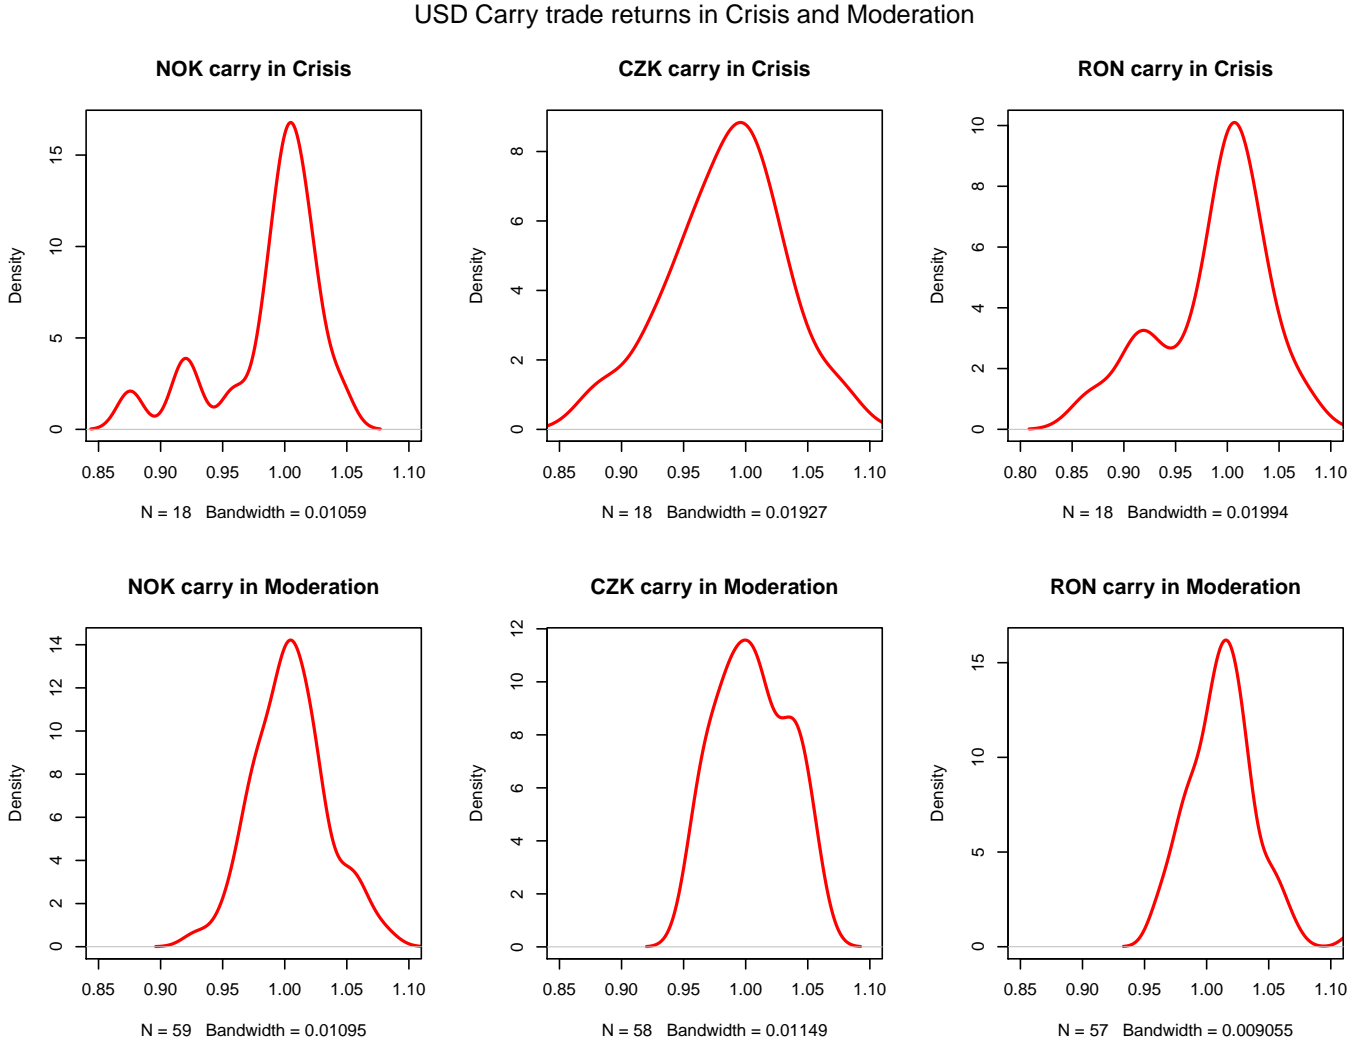 USD Carry trade returns in Crisis and Moderation
NOK carry in Crisis
Density
15
10
5
0
0.85 0.90 0.95 1.00 1.05 1.10
N = 18 Bandwidth = 0.01059
CZK carry in Crisis
Density
8
6
4
2
0
0.85 0.90 0.95 1.00 1.05 1.10
N = 18 Bandwidth = 0.01927
RON carry in Crisis
Density
10
8
6
4
2
0
0.80 0.85 0.90 0.95 1.00 1.05 1.10
N = 18 Bandwidth = 0.01994
NOK carry in Moderation
Density
14
12
10
8
6
4
2
0
0.85 0.90 0.95 1.00 1.05 1.10
N = 59 Bandwidth = 0.01095
CZK carry in Moderation
Density
12
10
8
6
4
2
0
0.85 0.90 0.95 1.00 1.05 1.10
N = 58 Bandwidth = 0.01149
RON carry in Moderation
Density
15
10
5
0
0.85 0.90 0.95 1.00 1.05 1.10
N = 57 Bandwidth = 0.009055